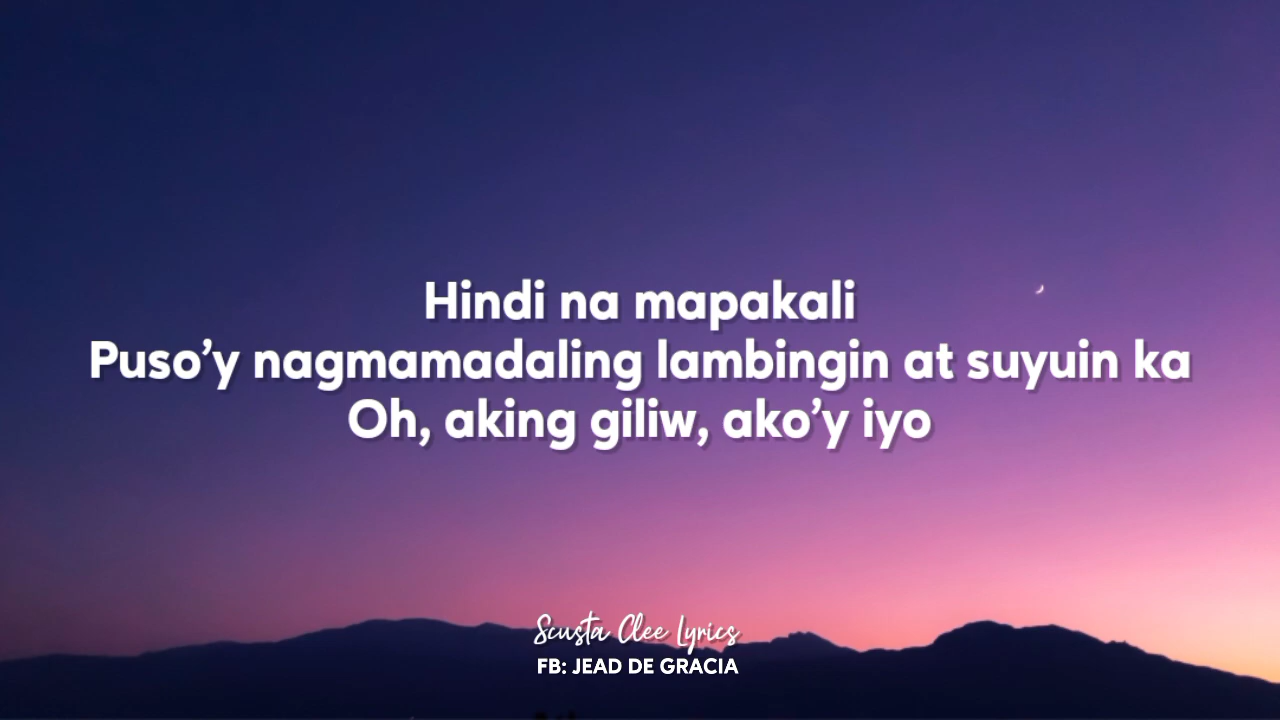 Hindi na mapakali
Puso’y nagmamadaling lambingin at suyuin ka
Oh, aking giliw, ako’y iyo
Scusta Clee Lyrics
FB: JEAD DE GRACIA